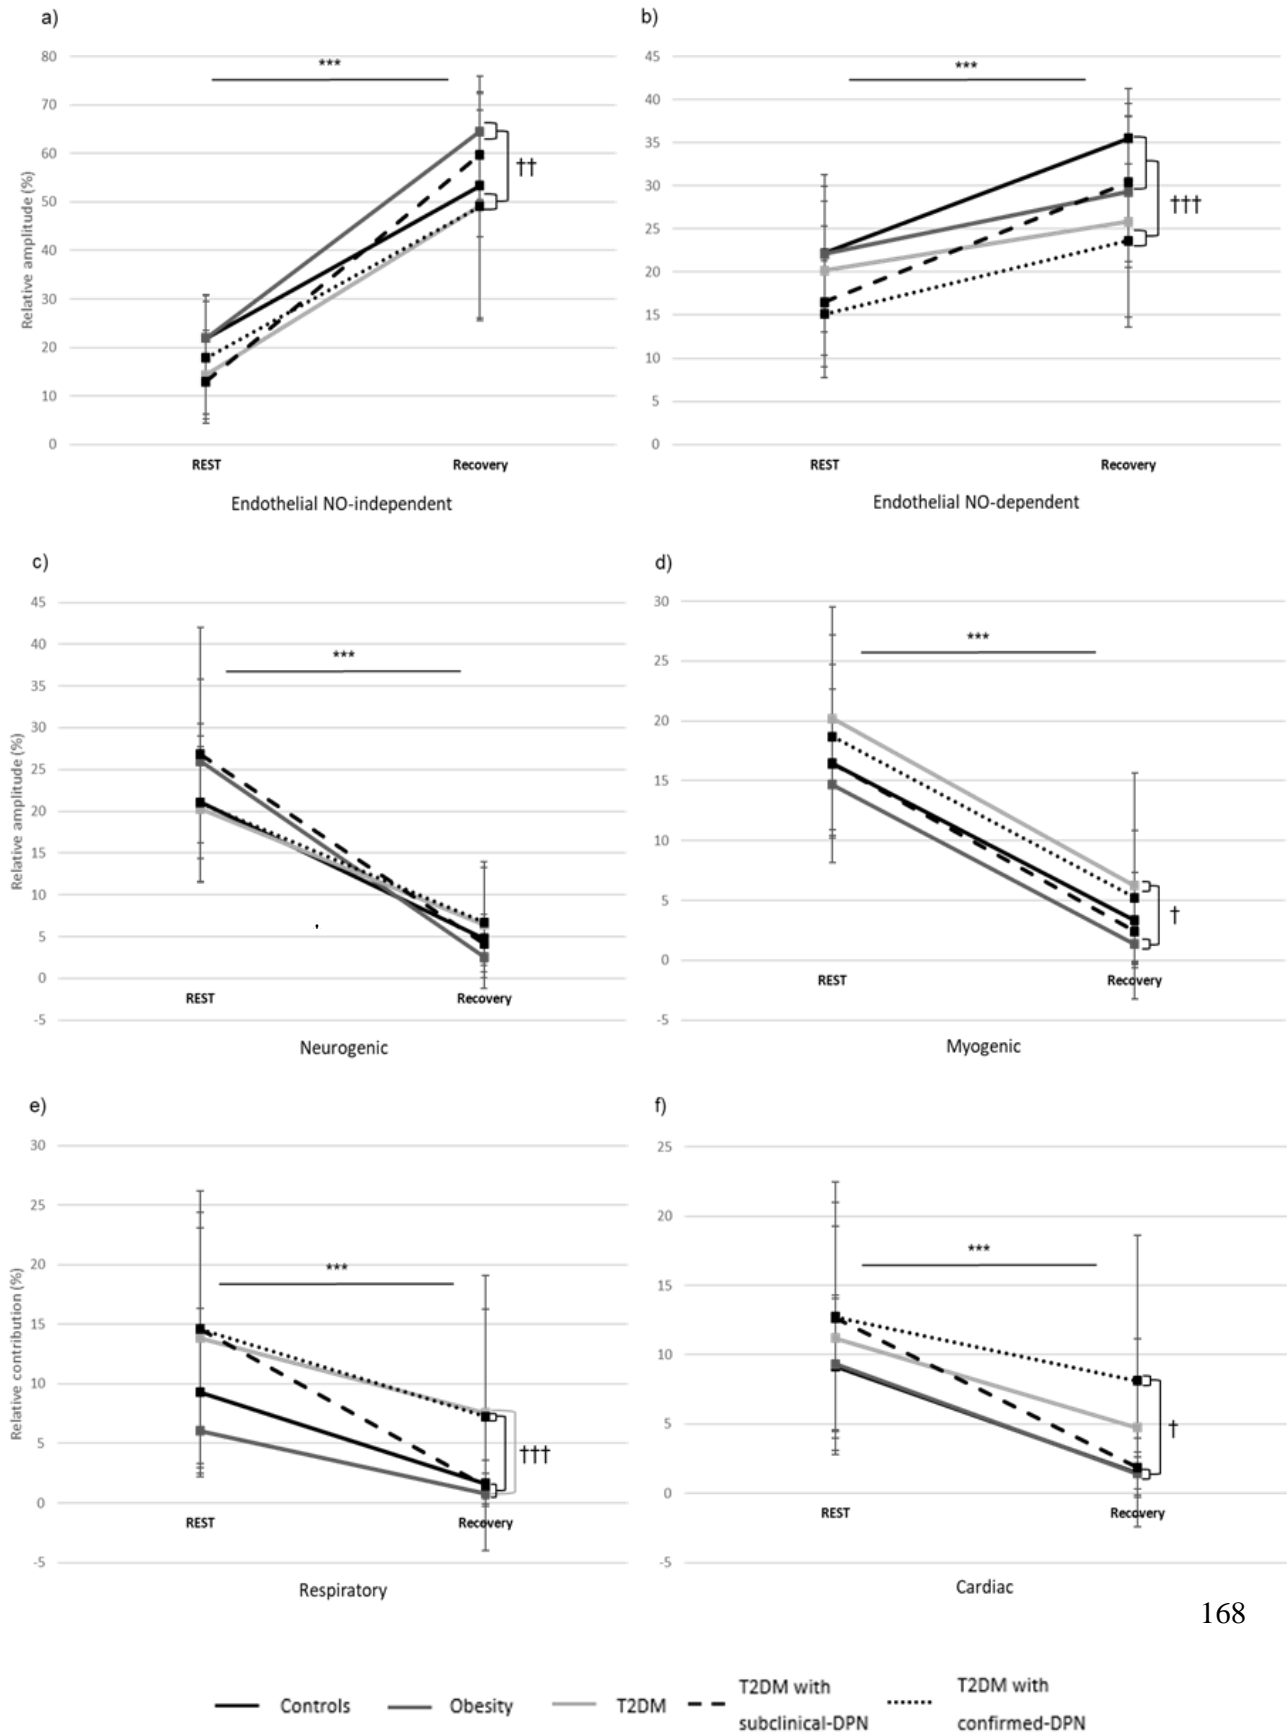 a)
b)
80
70
60
50
40
30
20
10
0
Relative amplitude (%)
***
††
REST
Recovery
Endothelial NO-independent
45
40
35
30
25
20
15
10
5
0
***
†††
REST
Recovery
Endothelial NO-dependent
c)
d)
45
40
35
30
25
20
15
10
5
0
-5
Relative amplitude (%)
***
REST
Recovery
Neurogenic
30
25
20
15
10
5
0
-5
***
†
REST
Recovery
Myogenic
e)
f)
30
25
20
15
10
5
0
-5
Relative contribution (%)
***
†††
REST
Recovery
Respiratory
25
20
15
10
5
0
-5
***
†
REST
Recovery
Cardiac
168
Controls
Obesity
T2DM
T2DM with
subclinical-DPN
T2DM with
confirmed-DPN